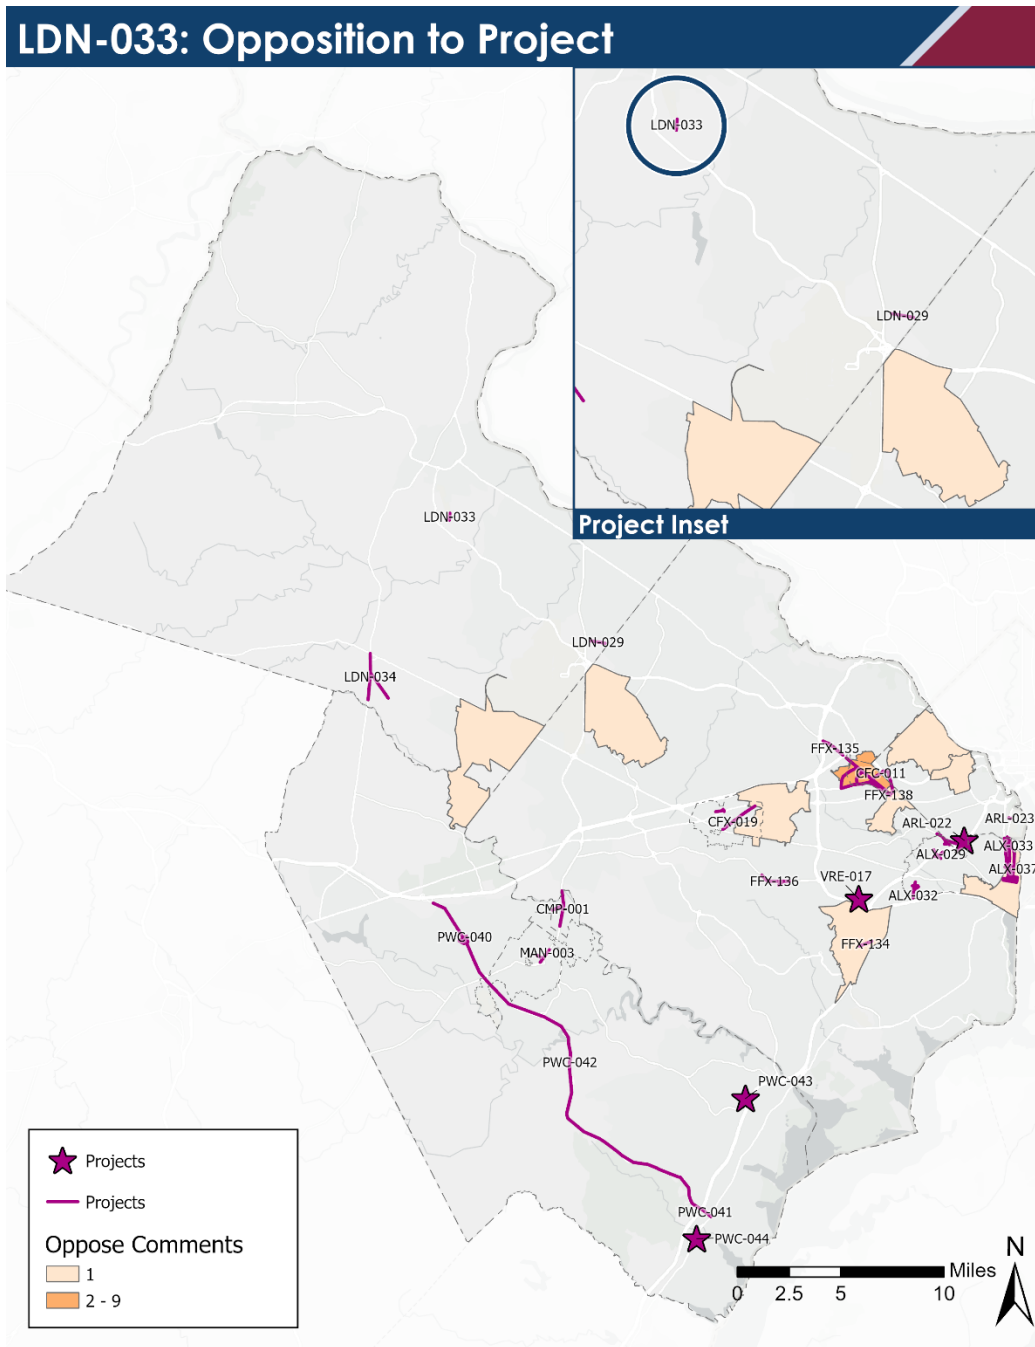 LDN-033: Opposition to Project
LDN-033
LDN-029
Project Inset
LDN-033
LDN-029
LDN-034
FFX-135
CFC-011
FFX-138
CFX-019
ARL-022
ARL-023
ALX-033
ALX-029
ALX-037
FFX-136
VRE-017
ALX-032
CMP-001
FFX-134
PWC-040
MAN-003
PWC-042
PWC-043
PWC-041
PWC-044
Projects
Projects
Oppose Comments
1
2 - 9
Miles
0 2.5 5 10
N